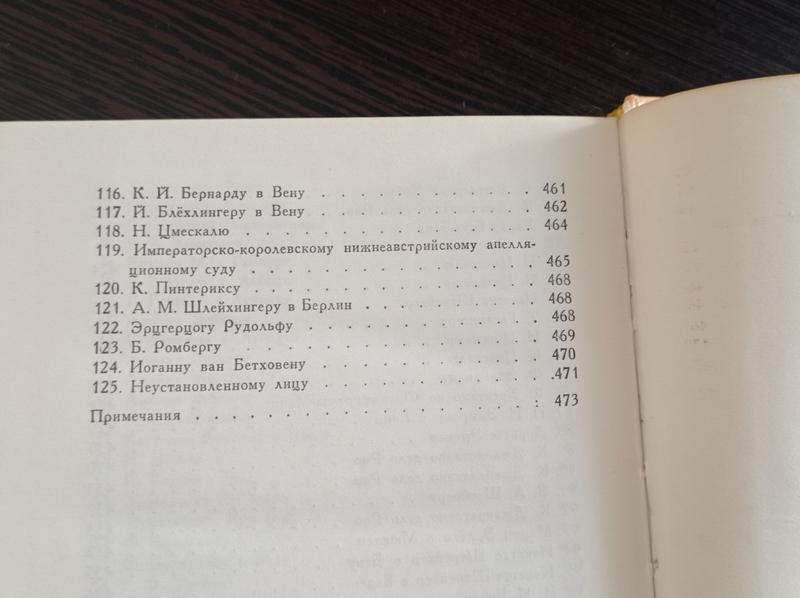 116. К. Й. Бернарду в Вену . . . . . . . . . . . . 461
117. Й. Блёхлингеру в Вену . . . . . . . . . . . . 462
118. Н. Цмескалю . . . . . . . . . . . . . . . 464
119. Императорско-королевскому нижнеавстрийскому апелля-
ционному суду . . . . . . . . . . . . . . . 465
120. К. Пинтериксу . . . . . . . . . . . . . . . 468
121. А. М. Шлейхингеру в Берлин . . . . . . . . . . 468
122. Эрцгерцогу Рудольфу . . . . . . . . . . . . . 468
123. Б. Ромбергу . . . . . . . . . . . . . . . . 469
124. Иоганну ван Бетховену . . . . . . . . . . . . 470
125. Неустановленному лицу . . . . . . . . . . . . 471
Примечания . . . . . . . . . . . . . . . . . : 473